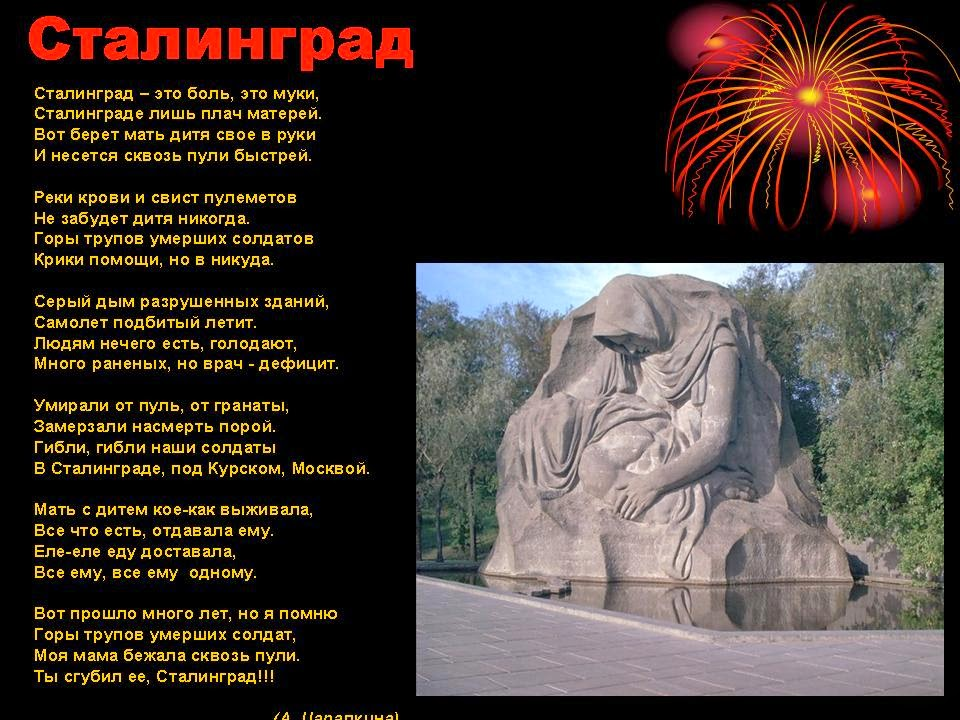 Сталинград
Сталинград – это боль, это муки,
Сталинграде лишь плач матерей.
Вот берет мать дитя свое в руки
И несется сквозь пули быстрей.
Реки крови и свист пулеметов
Не забудет дитя никогда.
Горы трупов умерших солдатов
Крики помощи, но в никуда.
Серый дым разрушенных зданий,
Самолет подбитый летит.
Людям нечего есть, голодают,
Много раненых, но врач - дефицит.
Умирали от пуль, от гранаты,
Замерзали насмерть порой.
Гибли, гибли наши солдаты
В Сталинграде, под Курском, Москвой.
Мать с дитем кое-как выживала,
Все что есть, отдавала ему.
Еле-еле еду доставала,
Все ему, все ему одному.
Вот прошло много лет, но я помню
Горы трупов умерших солдат,
Моя мама бежала сквозь пули.
Ты сгубил ее, Сталинград!!!
(А. Царапкина)